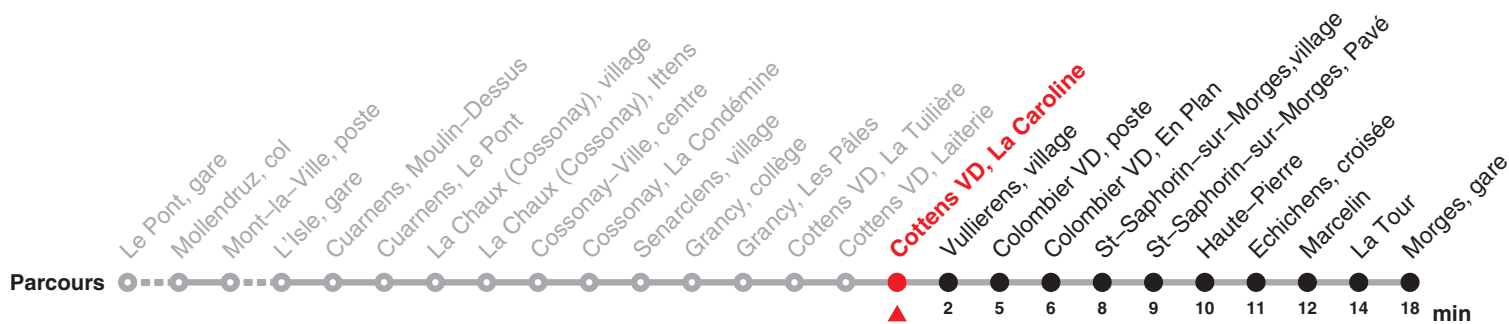 Le Pont, gare
Mollendruz, col
Mont–la–Ville, poste
L'Isle, gare
Cuarnens, Moulin–Dessus
Cuarnens, Le Pont
La Chaux (Cossonay), village
La Chaux (Cossonay), Ittens
Cossonay–Ville, centre
Cossonay, La Condémine
Senarclens, village
Grancy, collège
Grancy, Les Pâles
Cottens VD, La Tuilière
Cottens VD, Laiterie
Cottens VD, La Caroline
Vullierens, village
Colombier VD, poste
Colombier VD, En Plan
St–Saphorin–sur–Morges,village
St–Saphorin–sur–Morges, Pavé
Haute–Pierre
Echichens, croisée
Marcelin
La Tour
Morges, gare
Parcours
2 5 6 8 9 10 11 12 14 18 min